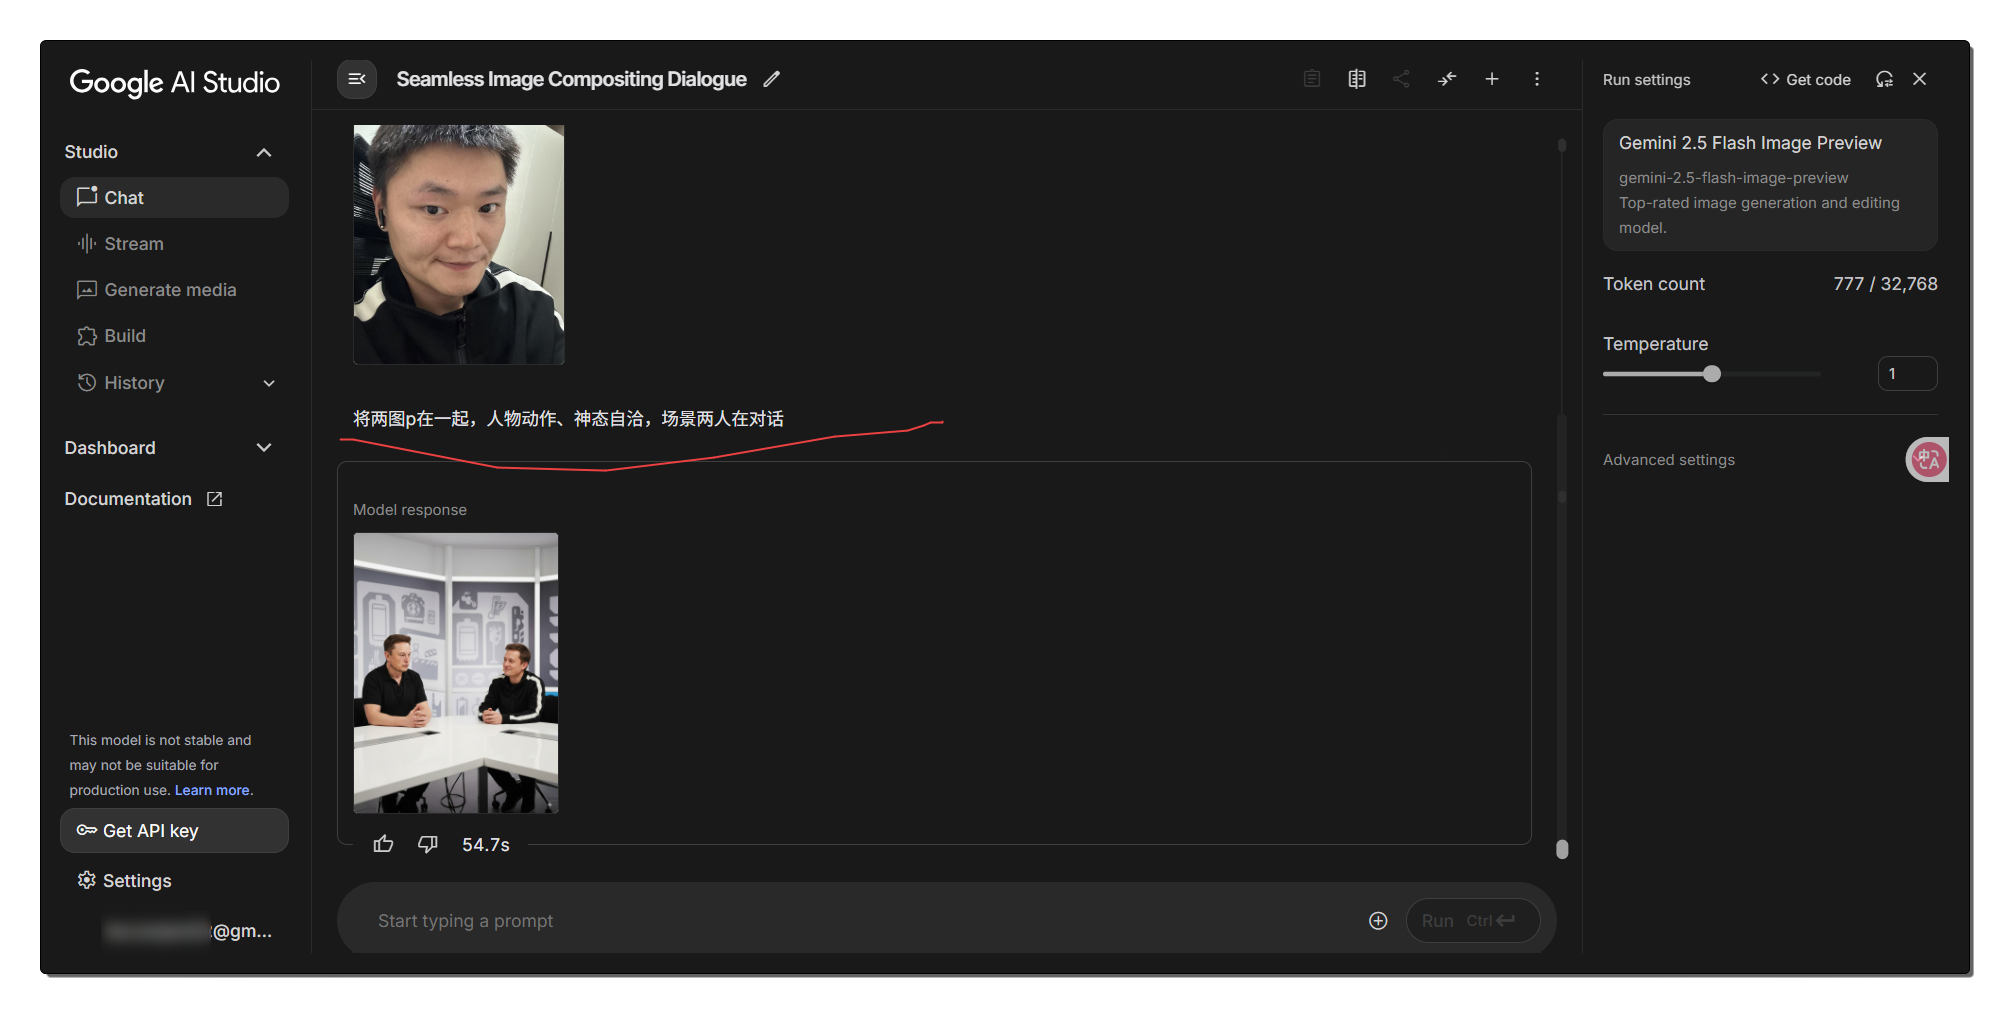 Google AI Studio
Studio
Chat
Stream
Generate media
Build
History
Dashboard
Documentation
This model is not stable and
may not be suitable for
production use. Learn more.
Get API key
Settings
@gm...
Seamless Image Compositing Dialogue
将两图p在一起，人物动作、神态自洽，场景两人在对话
Model response
54.7s
Start typing a prompt
Run Ctrl
Run settings
Get code
Gemini 2.5 Flash Image Preview
gemini-2.5-flash-image-preview
Top-rated image generation and editing
model.
Token count 777 / 32,768
Temperature
1
Advanced settings
中
A